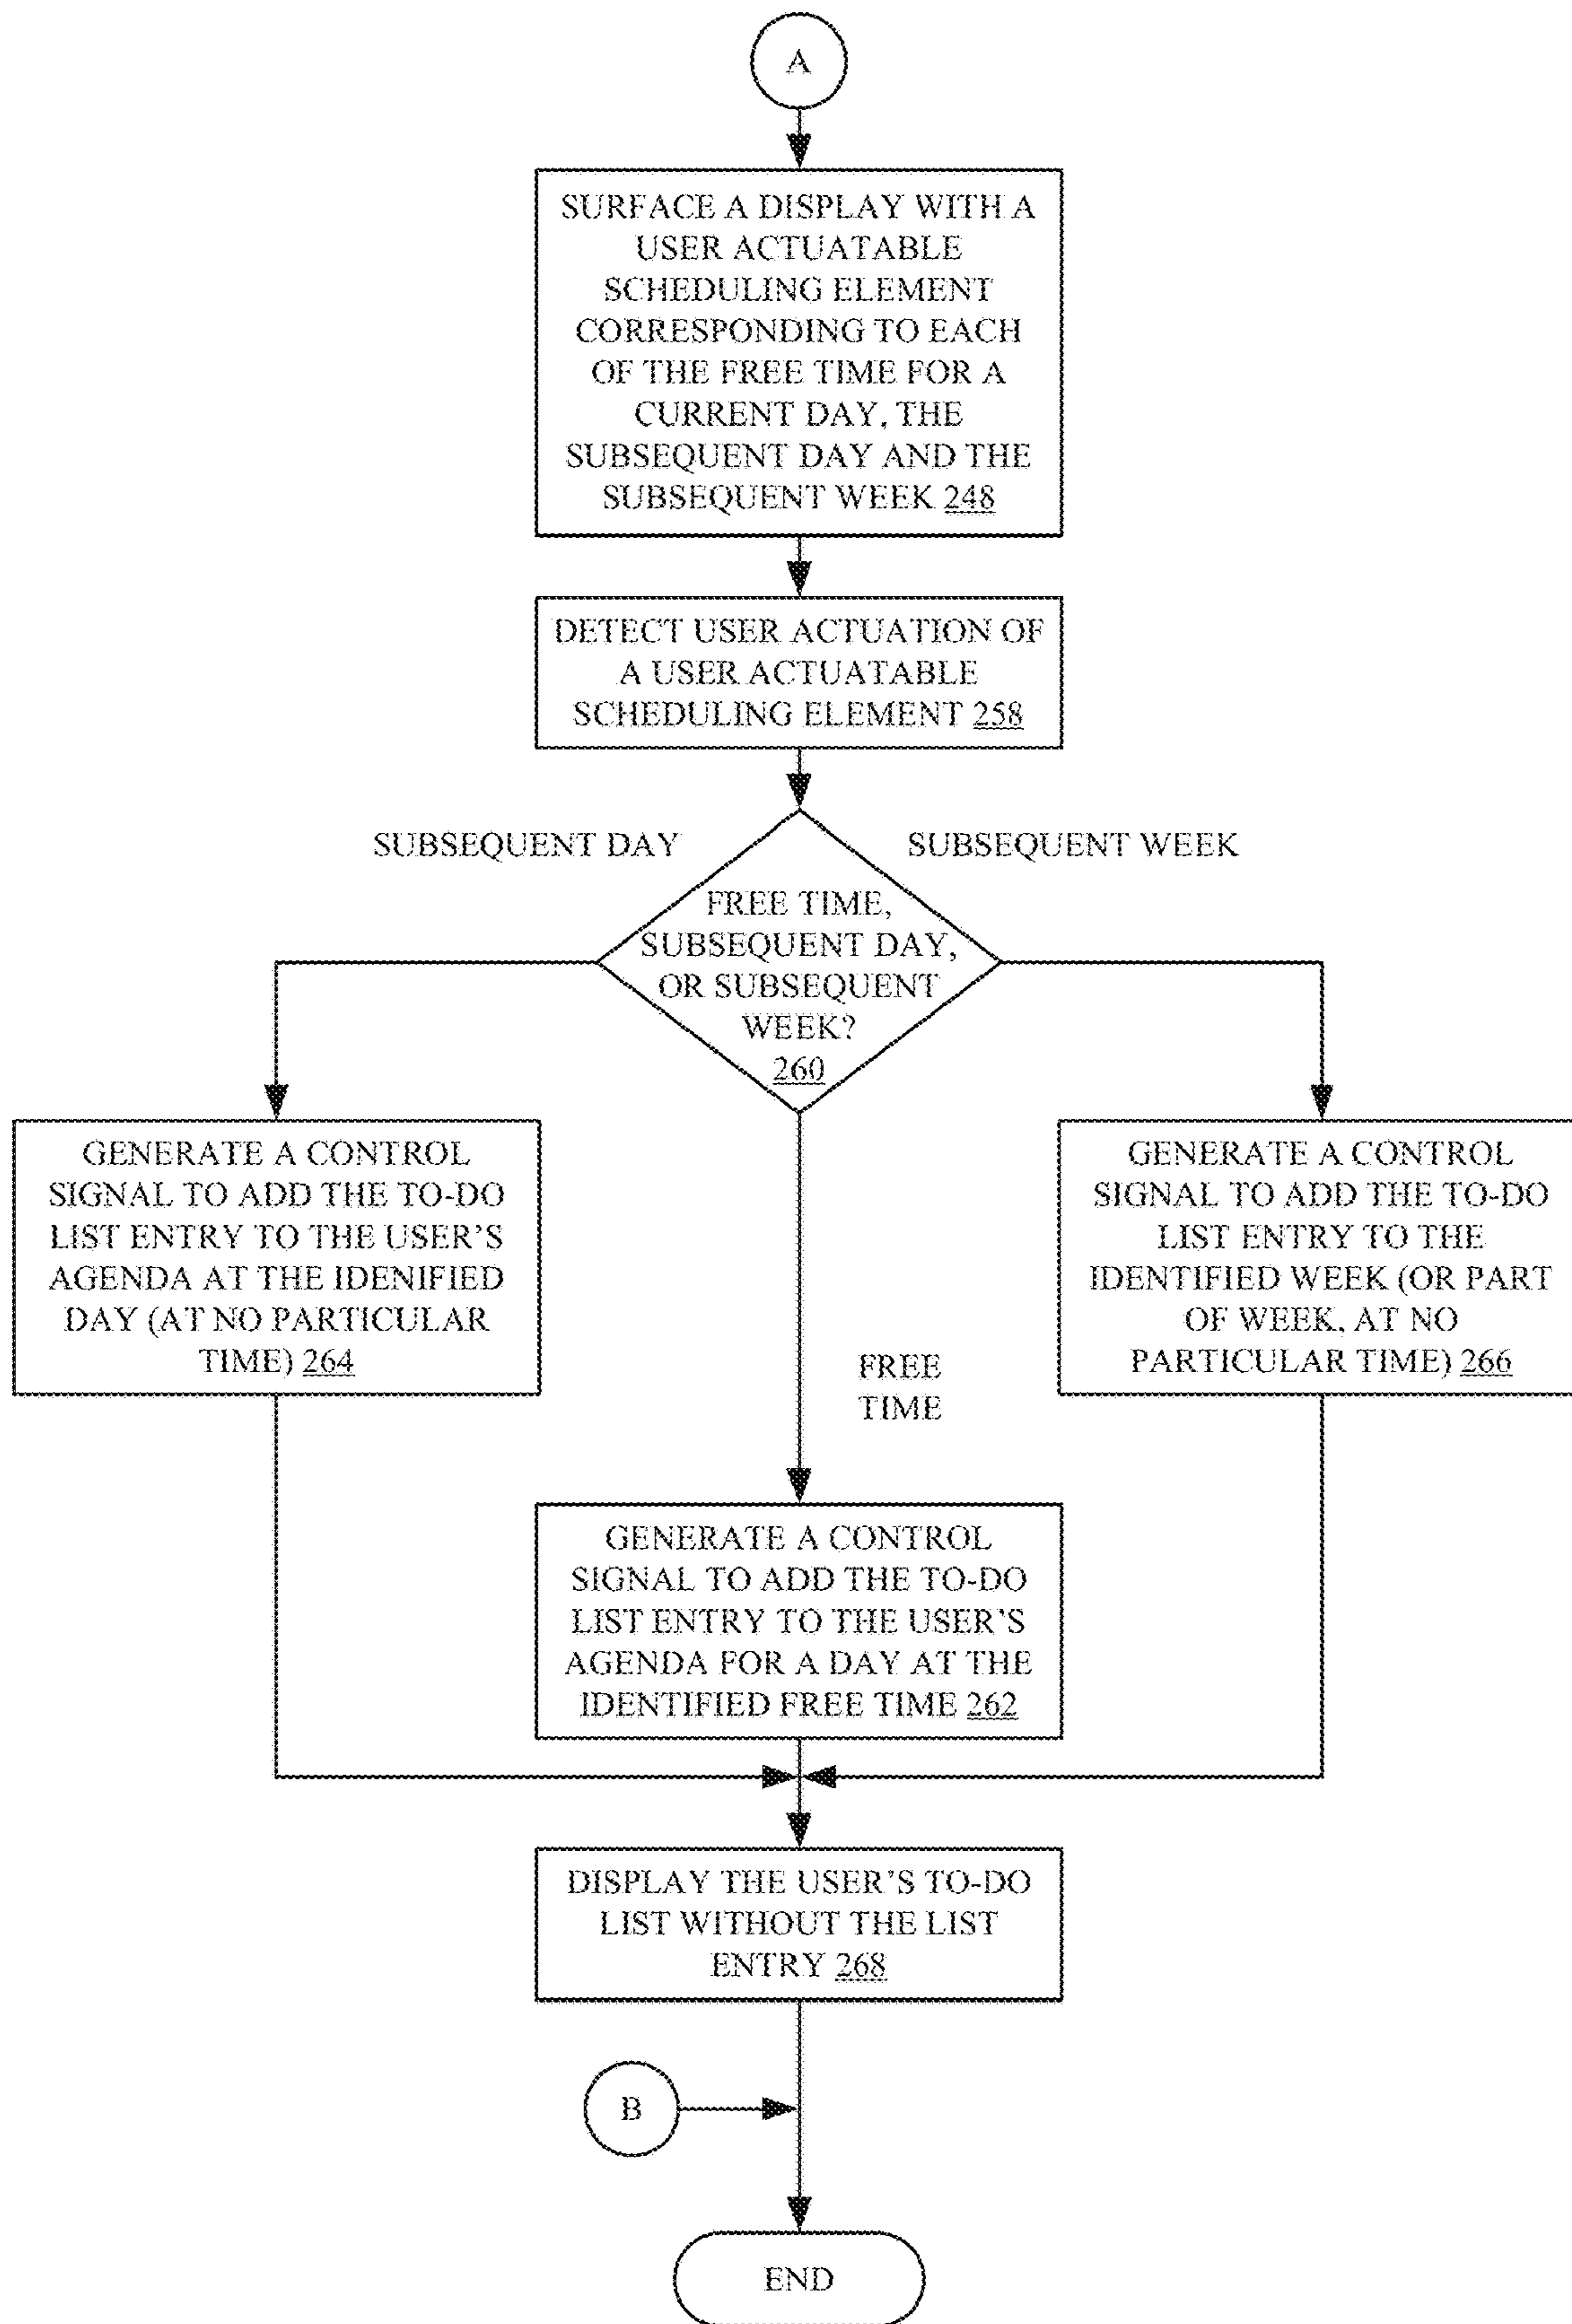 A
SURFACE A DISPLAY WITH A
USER ACTUATABLE
SCHEDULING ELEMENT
CORRESPONDING TO EACH
OF THE FREE TIME FOR A
CURRENT DAY, THE
SUBSEQUENT DAY AND THE
SUBSEQUENT WEEK 248
DETECT USER ACTUATION OF
A USER ACTUATABLE
SCHEDULING ELEMENT 258
SUBSEQUENT DAY
SUBSEQUENT WEEK
FREE TIME,
SUBSEQUENT DAY,
OR SUBSEQUENT
WEEK?
260
GENERATE A CONTROL
SIGNAL TO ADD THE TO-DO
LIST ENTRY TO THE USER'S
AGENDA AT THE IDENIFIED
DAY (AT NO PARTICULAR
TIME) 264
GENERATE A CONTROL
SIGNAL TO ADD THE TO-DO
LIST ENTRY TO THE
IDENTIFIED WEEK (OR PART
OF WEEK, AT NO
PARTICULAR TIME) 266
FREE
TIME
GENERATE A CONTROL
SIGNAL TO ADD THE TO-DO
LIST ENTRY TO THE USER'S
AGENDA FOR A DAY AT THE
IDENTIFIED FREE TIME 262
DISPLAY THE USER'S TO-DO
LIST WITHOUT THE LIST
ENTRY 268
B
END